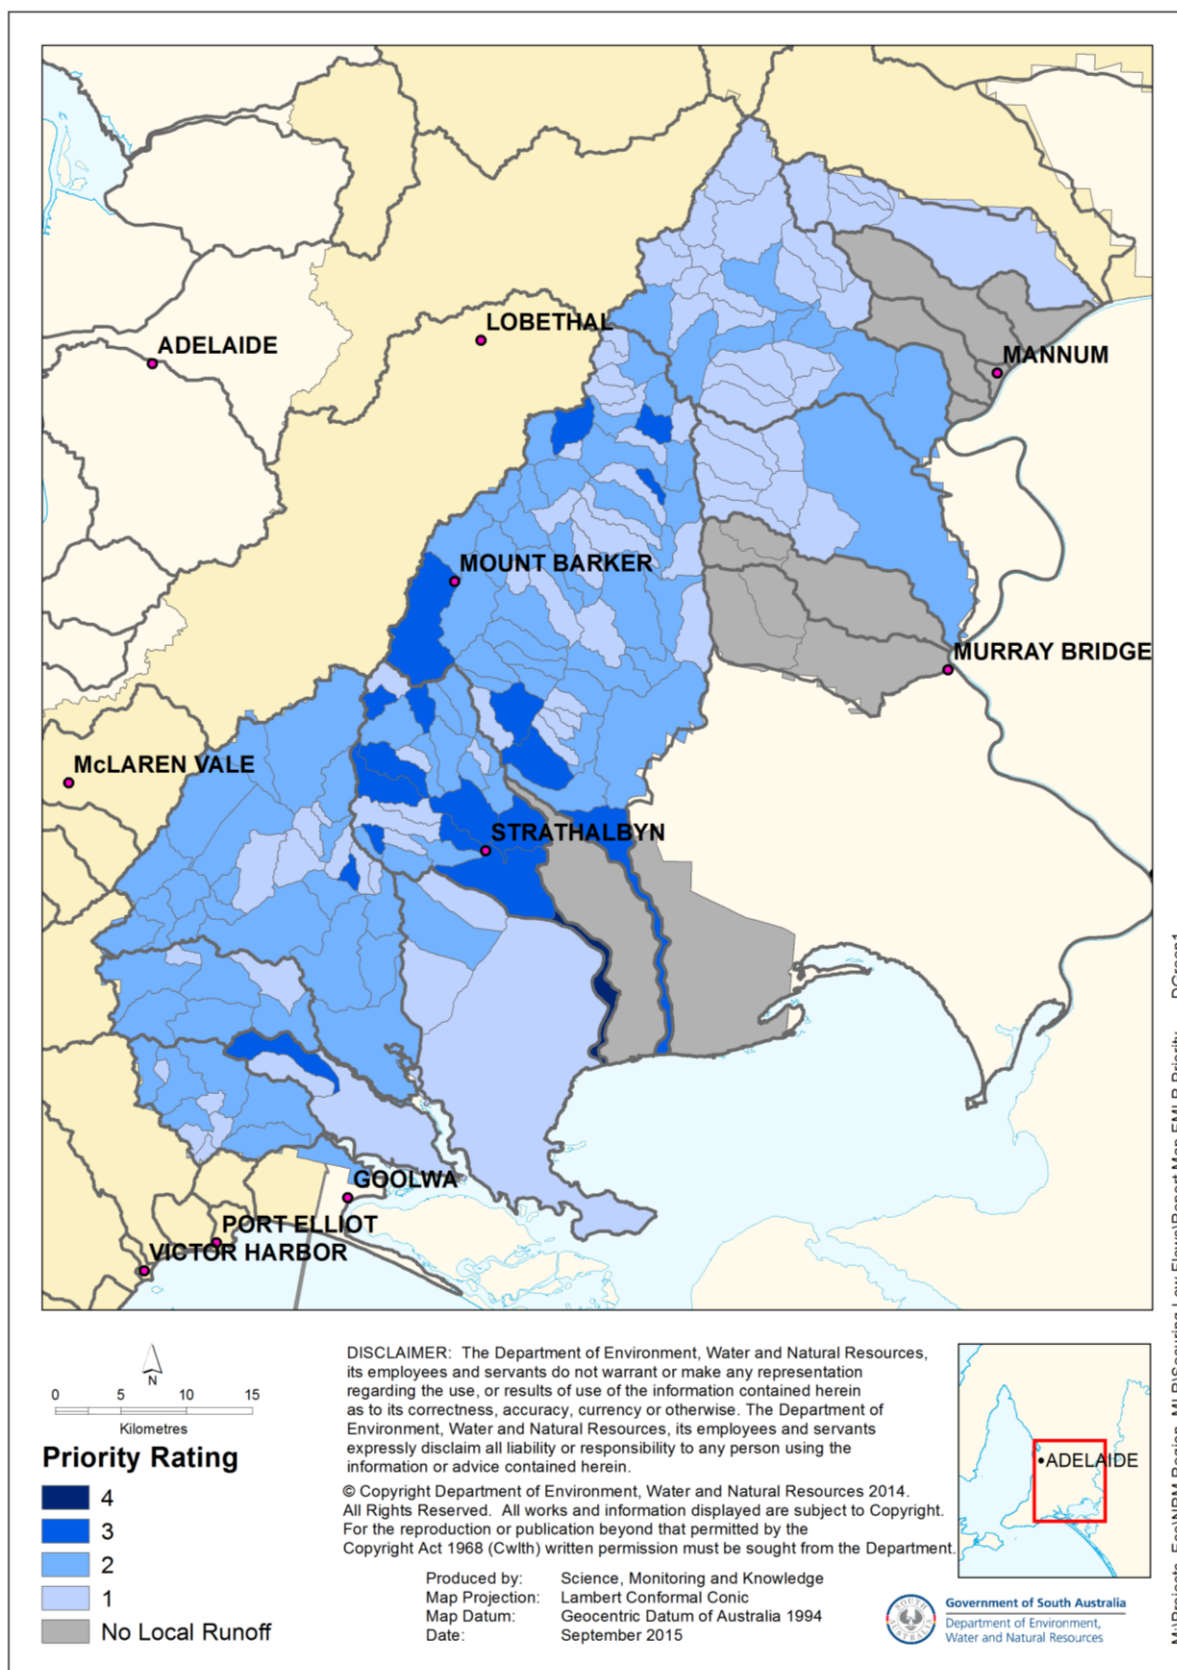 LOBETHAL
ADELAIDE
MANNUM
MOUNT BARKER
MURRAY BRIDGE
McLAREN VALE
STRATHALBYN
GOOLWA
PORT ELLIOT
VICTOR HARBOR
N
0 5 10 15
Kilometres
Priority Rating
4
3
2
1
No Local Runoff
DISCLAIMER: The Department of Environment, Water and Natural Resources,
its employees and servants do not warrant or make any representation
regarding the use, or results of use of the information contained herein
as to its correctness, accuracy, currency or otherwise. The Department of
Environment, Water and Natural Resources, its employees and servants
expressly disclaim all liability or responsibility to any person using the
information or advice contained herein.
© Copyright Department of Environment, Water and Natural Resources 2014.
All Rights Reserved. All works and information displayed are subject to Copyright.
For the reproduction or publication beyond that permitted by the
Copyright Act 1968 (Cwlth) written permission must be sought from the Department.
Produced by: Science, Monitoring and Knowledge
Map Projection: Lambert Conformal Conic
Map Datum: Geocentric Datum of Australia 1994
Date: September 2015
ADELAIDE
SOUTH AUSTRALIA
Government of South Australia
Department of Environment,
Water and Natural Resources